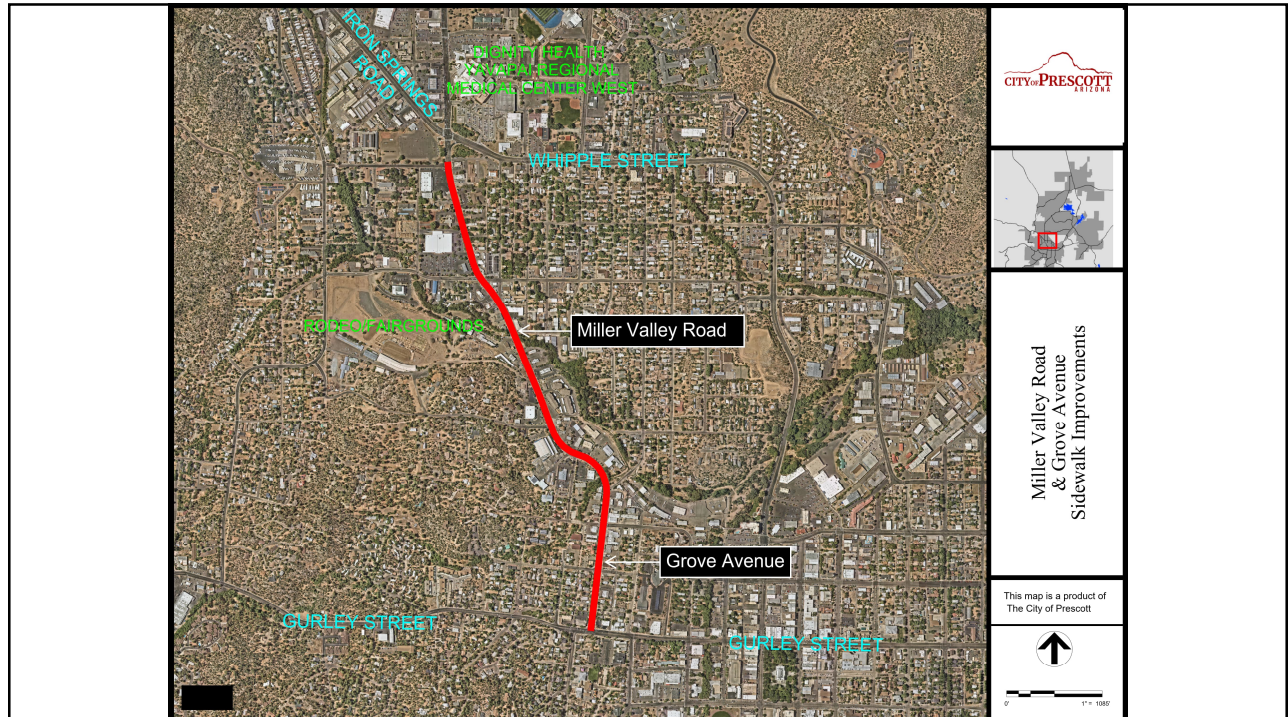 IRON SPRINGS
ROAD
DIGNITY HEALTH
YAVAPAI REGIONAL
MEDICAL CENTER WEST
WHIPPLE STREET
RODEO/FAIRGROUNDS
Miller Valley Road
Grove Avenue
GURLEY STREET
GURLEY STREET
CITY OF PRESCOTT
ARIZONA
Miller Valley Road
& Grove Avenue
Sidewalk Improvements
This map is a product of
The City of Prescott
0' 1" = 1085'